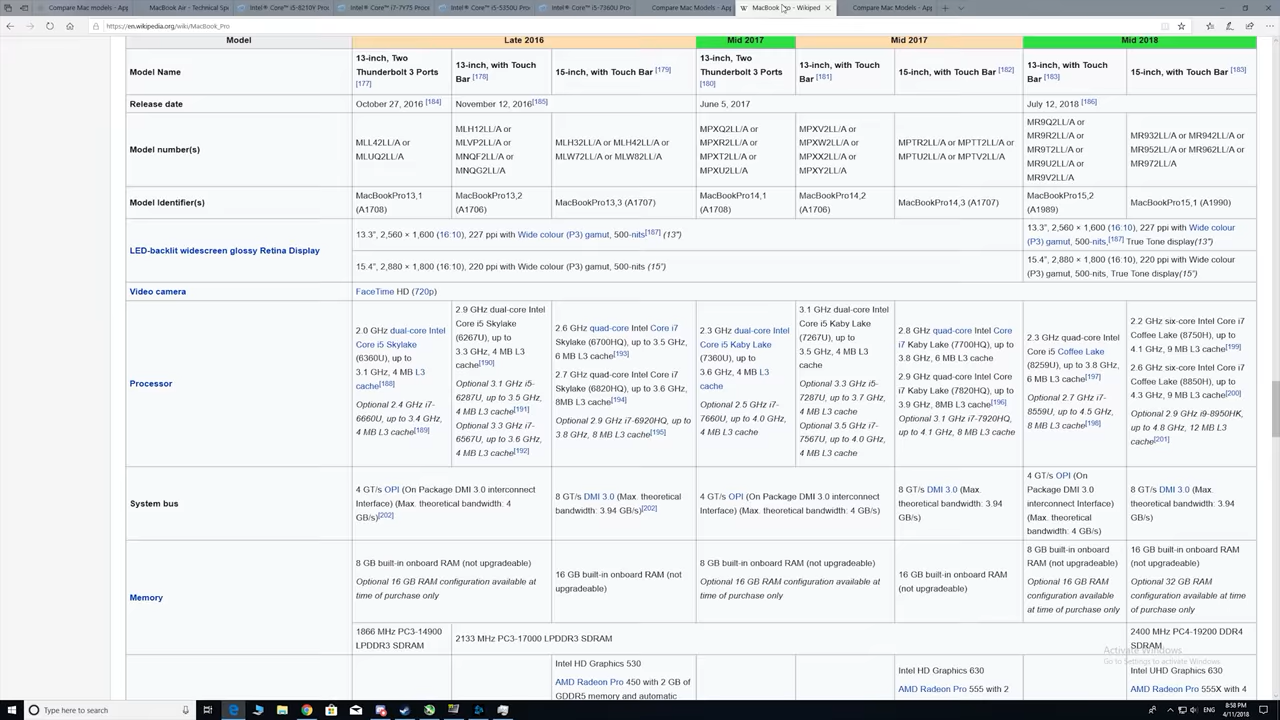 Compare Mac models - App
MacBook Air - Technical Sp
Intel® Core™ i5-8210Y Pro
Intel® Core™ i7-7Y75 Proce
Intel® Core™ i5-5350U Pro
Intel® Core™ i5-7360U Pro
Compare Mac Models - App
MacBook Pro - Wikiped
Compare Mac Models - App
https://en.wikipedia.org/wiki/MacBook_Pro
Model
Late 2016
Mid 2017
Mid 2017
Mid 2018
Model Name
13-inch, Two
Thunderbolt 3 Ports
[177]
13-inch, with Touch
Bar [178]
15-inch, with Touch Bar [179]
13-inch, Two
Thunderbolt 3 Ports
[180]
13-inch, with Touch
Bar [181]
15-inch, with Touch Bar [182]
13-inch, with Touch
Bar [183]
15-inch, with Touch Bar [183]
Release date
October 27, 2016 [184]
November 12, 2016[185]
June 5, 2017
July 12, 2018 [186]
Model number(s)
MLL42LL/A or
MLUQ2LL/A
MLH12LL/A or
MLVP2LL/A or
MNQF2LL/A or
MNQG2LL/A
MLH32LL/A or MLH42LL/A or
MLW72LL/A or MLW82LL/A
MPXQ2LL/A or
MPXR2LL/A or
MPXT2LL/A or
MPXU2LL/A
MPXV2LL/A or
MPXW2LL/A or
MPXX2LL/A or
MPXY2LL/A
MPTR2LL/A or MPTT2LL/A or
MPTU2LL/A or MPTV2LL/A
MR9Q2LL/A or
MR9R2LL/A or
MR9T2LL/A or
MR9U2LL/A or
MR9V2LL/A
MR932LL/A or MR942LL/A or
MR952LL/A or MR962LL/A or
MR972LL/A
Model Identifier(s)
MacBookPro13,1
(A1708)
MacBookPro13,2
(A1706)
MacBookPro13,3 (A1707)
MacBookPro14,1
(A1708)
MacBookPro14,2
(A1706)
MacBookPro14,3 (A1707)
MacBookPro15,2
(A1989)
MacBookPro15,1 (A1990)
LED-backlit widescreen glossy Retina Display
13.3", 2,560 × 1,600 (16:10), 227 ppi with Wide colour (P3) gamut, 500-nits[187] (13")
13.3", 2,560 × 1,600 (16:10), 227 ppi with Wide colour
(P3) gamut, 500-nits,[187] True Tone display(13")
15.4", 2,880 × 1,800 (16:10), 220 ppi with Wide colour (P3) gamut, 500-nits (15")
15.4", 2,880 × 1,800 (16:10), 220 ppi with Wide colour
(P3) gamut, 500-nits, True Tone display(15")
Video camera
FaceTime HD (720p)
Processor
2.0 GHz dual-core Intel
Core i5 Skylake
(6360U), up to
3.1 GHz, 4 MB L3
cache[188]
Optional 2.4 GHz i7-
6660U, up to 3.4 GHz,
4 MB L3 cache[189]
2.9 GHz dual-core Intel
Core i5 Skylake
(6267U), up to
3.3 GHz, 4 MB L3
cache
[190]
Optional 3.1 GHz i5-
6287U, up to 3.5 GHz,
4 MB L3 cache[191]
Optional 3.3 GHz i7-
6567U, up to 3.6 GHz,
4 MB L3 cache[192]
2.6 GHz quad-core Intel Core i7
Skylake (6700HQ), up to 3.5 GHz,
6 MB L3 cache[193]
2.7 GHz quad-core Intel Core i7
Skylake (6820HQ), up to 3.6 GHz,
8MB L3 cache[194]
Optional 2.9 GHz i7-6920HQ, up to
3.8 GHz, 8 MB L3 cache[195]
2.3 GHz dual-core Intel
Core i5 Kaby Lake
(7360U), up to
3.6 GHz, 4 MB L3
cache
Optional 2.5 GHz i7-
7660U, up to 4.0 GHz,
4 MB L3 cache
3.1 GHz dual-core Intel
Core i5 Kaby Lake
(7267U), up to
3.5 GHz, 4 MB L3
cache
Optional 3.3 GHz i5-
7287U, up to 3.7 GHz,
4 MB L3 cache
Optional 3.5 GHz i7-
7567U, up to 4.0 GHz,
4 MB L3 cache
2.8 GHz quad-core Intel Core
i7 Kaby Lake (7700HQ), up to
3.8 GHz, 6 MB L3 cache
2.9 GHz quad-core Intel Core
i7 Kaby Lake (7820HQ), up to
3.9 GHz, 8MB L3 cache[196]
Optional 3.1 GHz i7-7920HQ,
up to 4.1 GHz, 8 MB L3 cache
2.3 GHz quad-core Intel
Core i5 Coffee Lake
(8259U), up to 3.8 GHz,
6 MB L3 cache[197]
Optional 2.7 GHz i7-
8559U, up to 4.5 GHz,
8 MB L3 cache[198]
2.2 GHz six-core Intel Core i7
Coffee Lake (8750H), up to
4.1 GHz, 9 MB L3 cache[199]
2.6 GHz six-core Intel Core i7
Coffee Lake (8850H), up to
4.3 GHz, 9 MB L3 cache[200]
Optional 2.9 GHz i9-8950HK,
up to 4.8 GHz, 12 MB L3
cache[201]
System bus
4 GT/s OPI (On Package DMI 3.0 interconnect
Interface) (Max. theoretical bandwidth: 4
GB/s)[202]
8 GT/s DMI 3.0 (Max. theoretical
bandwidth: 3.94 GB/s)[202]
4 GT/s OPI (On Package DMI 3.0 interconnect
Interface) (Max. theoretical bandwidth: 4 GB/s)
8 GT/s DMI 3.0 (Max.
theoretical bandwidth: 3.94
GB/s)
4 GT/s OPI (On
Package DMI 3.0
interconnect Interface)
(Max. theoretical
bandwidth: 4 GB/s)
8 GT/s DMI 3.0 (Max.
theoretical bandwidth: 3.94
GB/s)
Memory
8 GB built-in onboard RAM (not upgradeable)
Optional 16 GB RAM configuration available at
time of purchase only
16 GB built-in onboard RAM (not
upgradeable)
8 GB built-in onboard RAM (not upgradeable)
Optional 16 GB RAM configuration available at
time of purchase only
16 GB built-in onboard RAM
(not upgradeable)
8 GB built-in onboard
RAM (not upgradeable)
Optional 16 GB RAM
configuration available
at time of purchase only
16 GB built-in onboard RAM
(not upgradeable)
Optional 32 GB RAM
configuration available at
time of purchase only
1866 MHz PC3-14900
LPDDR3 SDRAM
2133 MHz PC3-17000 LPDDR3 SDRAM
2400 MHz PC4-19200 DDR4
SDRAM
Intel HD Graphics 530
AMD Radeon Pro 450 with 2 GB of
GDDR5 memory and automatic
Intel HD Graphics 630
AMD Radeon Pro 555 with 2
Intel UHD Graphics 630
AMD Radeon Pro 555X with 4
Activate Windows
Go to Settings to activate Windows
Type here to search
ENG
8:58 PM
4/11/2018